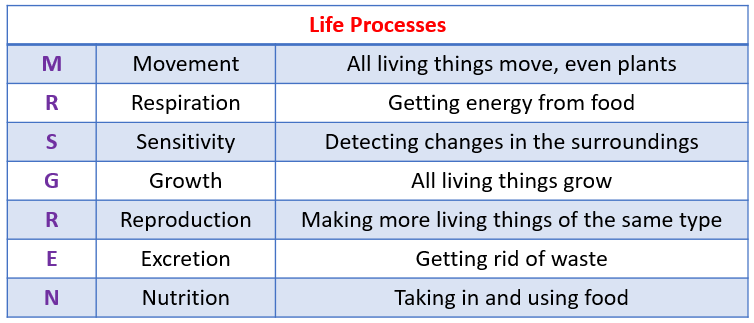 Life Processes
M Movement All living things move, even plants
R Respiration Getting energy from food
S Sensitivity Detecting changes in the surroundings
G Growth All living things grow
R Reproduction Making more living things of the same type
E Excretion Getting rid of waste
N Nutrition Taking in and using food